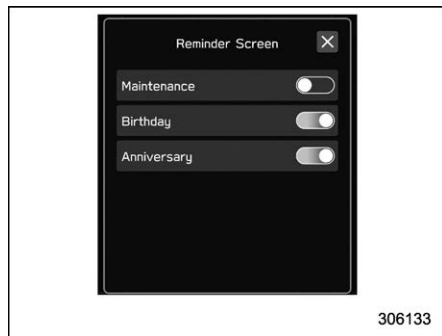 Reminder Screen
Maintenance
Birthday
Anniversary
306133